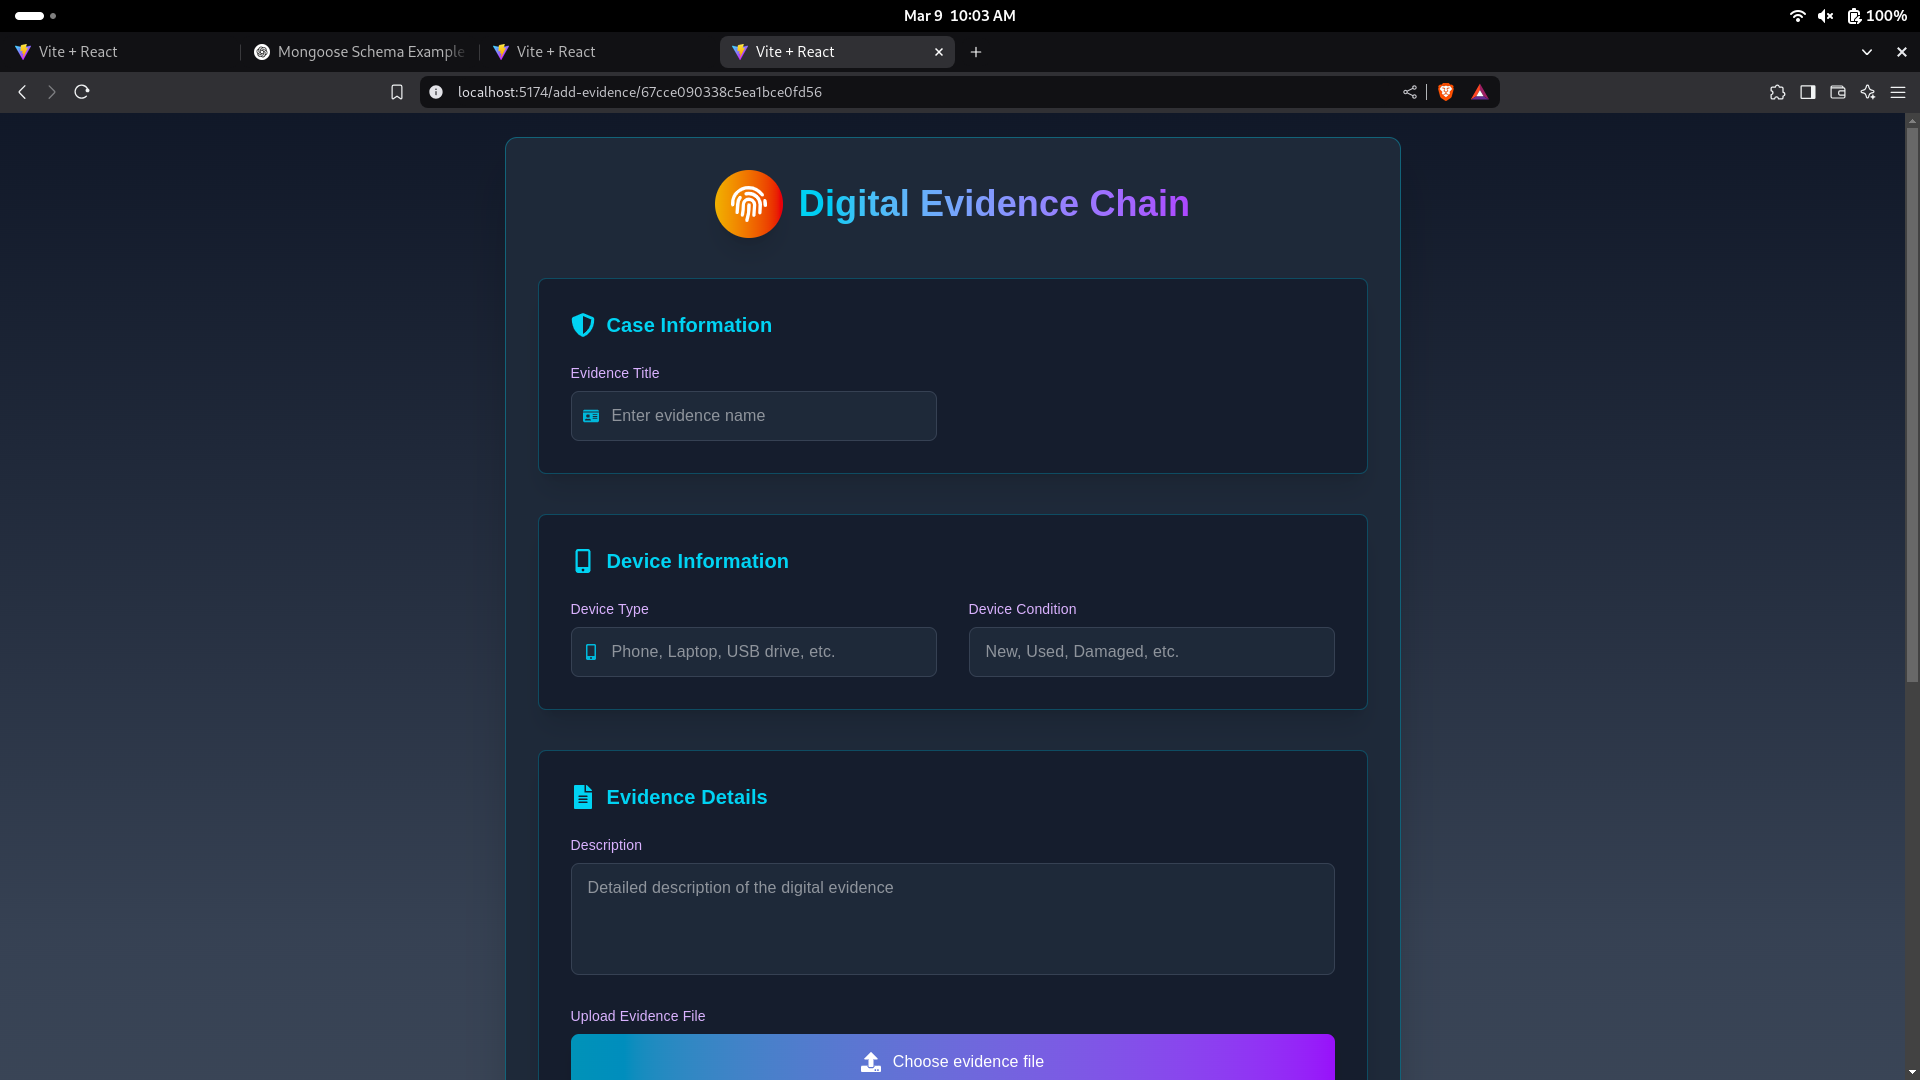 Mar 9 10:03 AM
100%
Vite + React
Mongoose Schema Example
Vite + React
Vite + React
localhost:5174/add-evidence/67cce090338c5ea1bce0fd56
Digital Evidence Chain
Case Information
Evidence Title
Enter evidence name
Device Information
Device Type
Device Condition
Phone, Laptop, USB drive, etc.
New, Used, Damaged, etc.
Evidence Details
Description
Detailed description of the digital evidence
Upload Evidence File
Choose evidence file